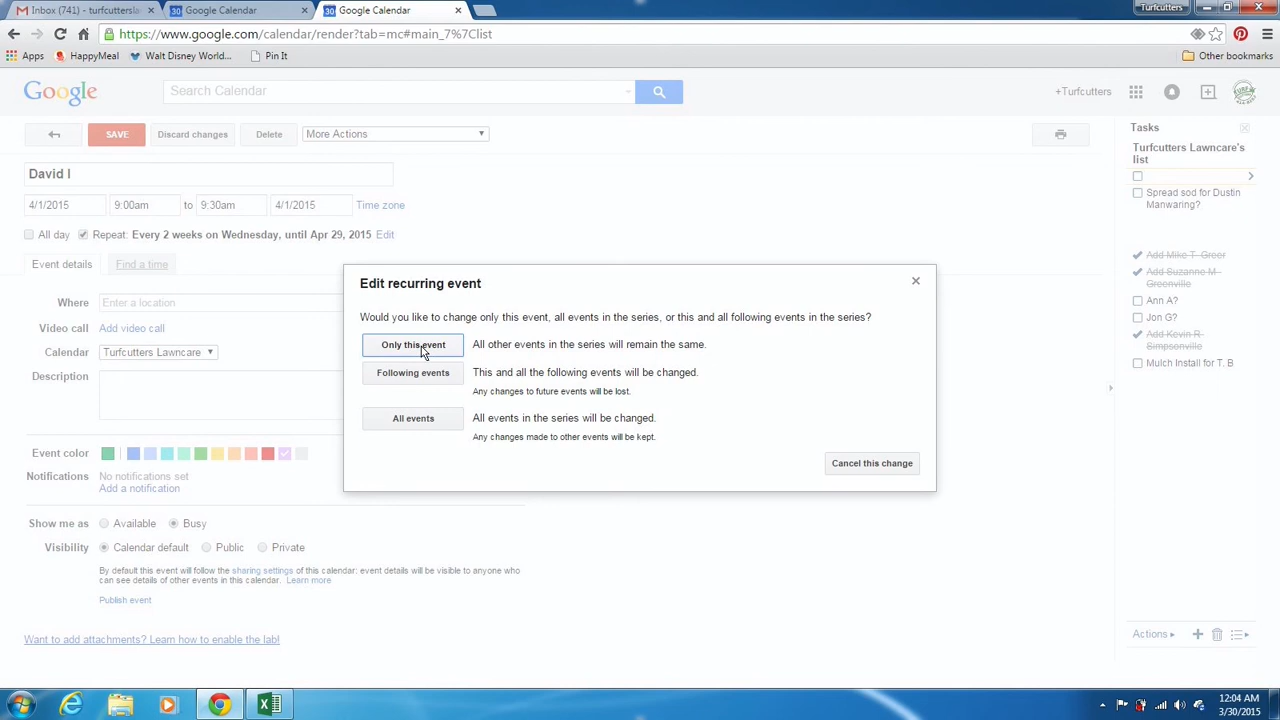 Inbox (741) - turfcuttersla
Google Calendar
Google Calendar
Turfcutters
https://www.google.com/calendar/render?tab=mc#main_7%7Clist
Apps
HappyMeal
Walt Disney World...
Pin It
Other bookmarks
Google
Search Calendar
+Turfcutters
SAVE
Discard changes
Delete
More Actions
Tasks
Turfcutters Lawncare's
list
David I
4/1/2015
9:00am
to
9:30am
4/1/2015
Time zone
Spread sod for Dustin
Manwaring?
All day
Repeat: Every 2 weeks on Wednesday, until Apr 29, 2015 Edit
Event details
Find a time
Add Mike T. Greer
Add Suzanne M -
Greenville
Ann A?
Jon G?
Add Kevin R
Simpsonville
Mulch Install for T. B
Edit recurring event
Would you like to change only this event, all events in the series, or this and all following events in the series?
Only this event
All other events in the series will remain the same.
Following events
This and all the following events will be changed.
Any changes to future events will be lost.
All events
All events in the series will be changed.
Any changes made to other events will be kept.
Cancel this change
Where
Enter a location
Video call
Add video call
Calendar
Turfcutters Lawncare
Description
Event color
Notifications
No notifications set
Add a notification
Show me as
Available
Busy
Visibility
Calendar default
Public
Private
By default this event will follow the sharing settings of this calendar: event details will be visible to anyone who
can see details of other events in this calendar. Learn more
Publish event
Want to add attachments? Learn how to enable the lab!
Actions
12:04 AM
3/30/2015